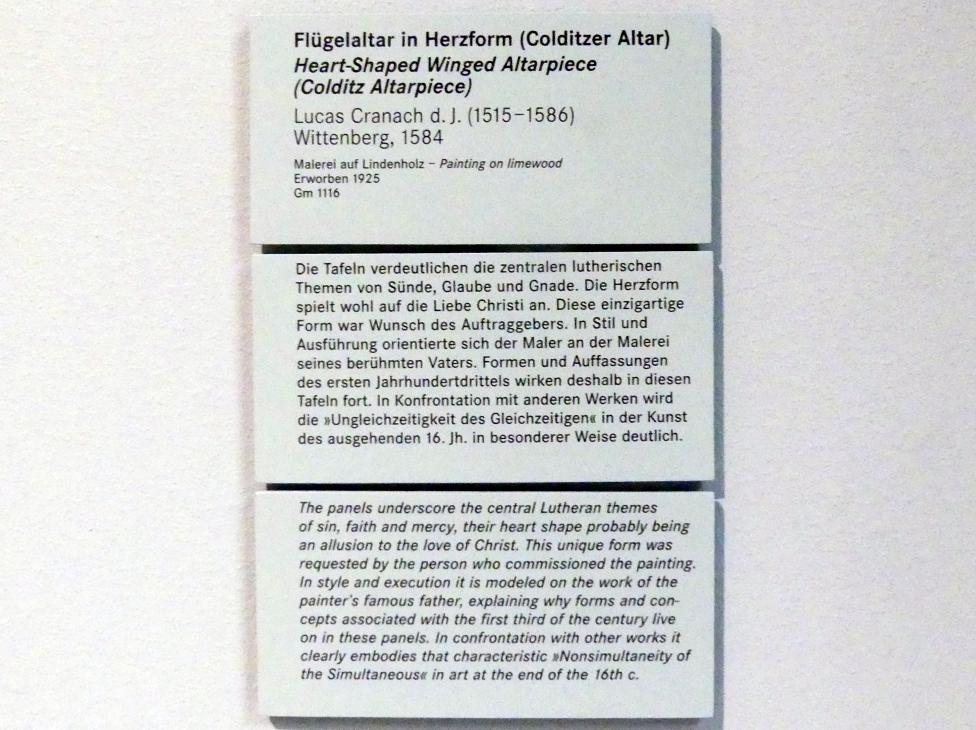 Flügelaltar in Herzform (Colditzer Altar)
Heart-Shaped Winged Altarpiece
(Colditz Altarpiece)
Lucas Cranach d. J. (1515–1586)
Wittenberg, 1584
Malerei auf Lindenholz – Painting on limewood
Erworben 1925
Gm 1116
Die Tafeln verdeutlichen die zentralen lutherischen
Themen von Sünde, Glaube und Gnade. Die Herzform
spielt wohl auf die Liebe Christi an. Diese einzigartige
Form war Wunsch des Auftraggebers. In Stil und
Ausführung orientierte sich der Maler an der Malerei
seines berühmten Vaters. Formen und Auffassungen
des ersten Jahrhundertdrittels wirken deshalb in diesen
Tafeln fort. In Konfrontation mit anderen Werken wird
die »Ungleichzeitigkeit des Gleichzeitigen« in der Kunst
des ausgehenden 16. Jh. in besonderer Weise deutlich.
The panels underscore the central Lutheran themes
of sin, faith and mercy, their heart shape probably being
an allusion to the love of Christ. This unique form was
requested by the person who commissioned the painting.
In style and execution it is modeled on the work of the
painter's famous father, explaining why forms and con-
cepts associated with the first third of the century live
on in these panels. In confrontation with other works it
clearly embodies that characteristic »Nonsimultaneity of
the Simultaneous« in art at the end of the 16th c.